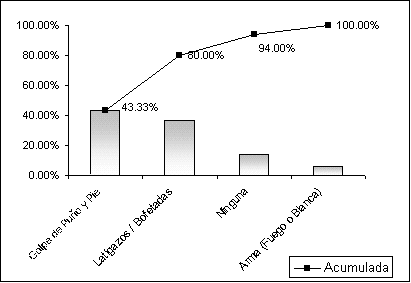 100.00%
80.00%
60.00%
40.00%
20.00%
0.00%
43.33%
80.00%
94.00%
100.00%
Golpe de Puño y Pie
Latigazos / Bofetadas
Ninguna
Arma (Fuego o Blanca)
Acumulada